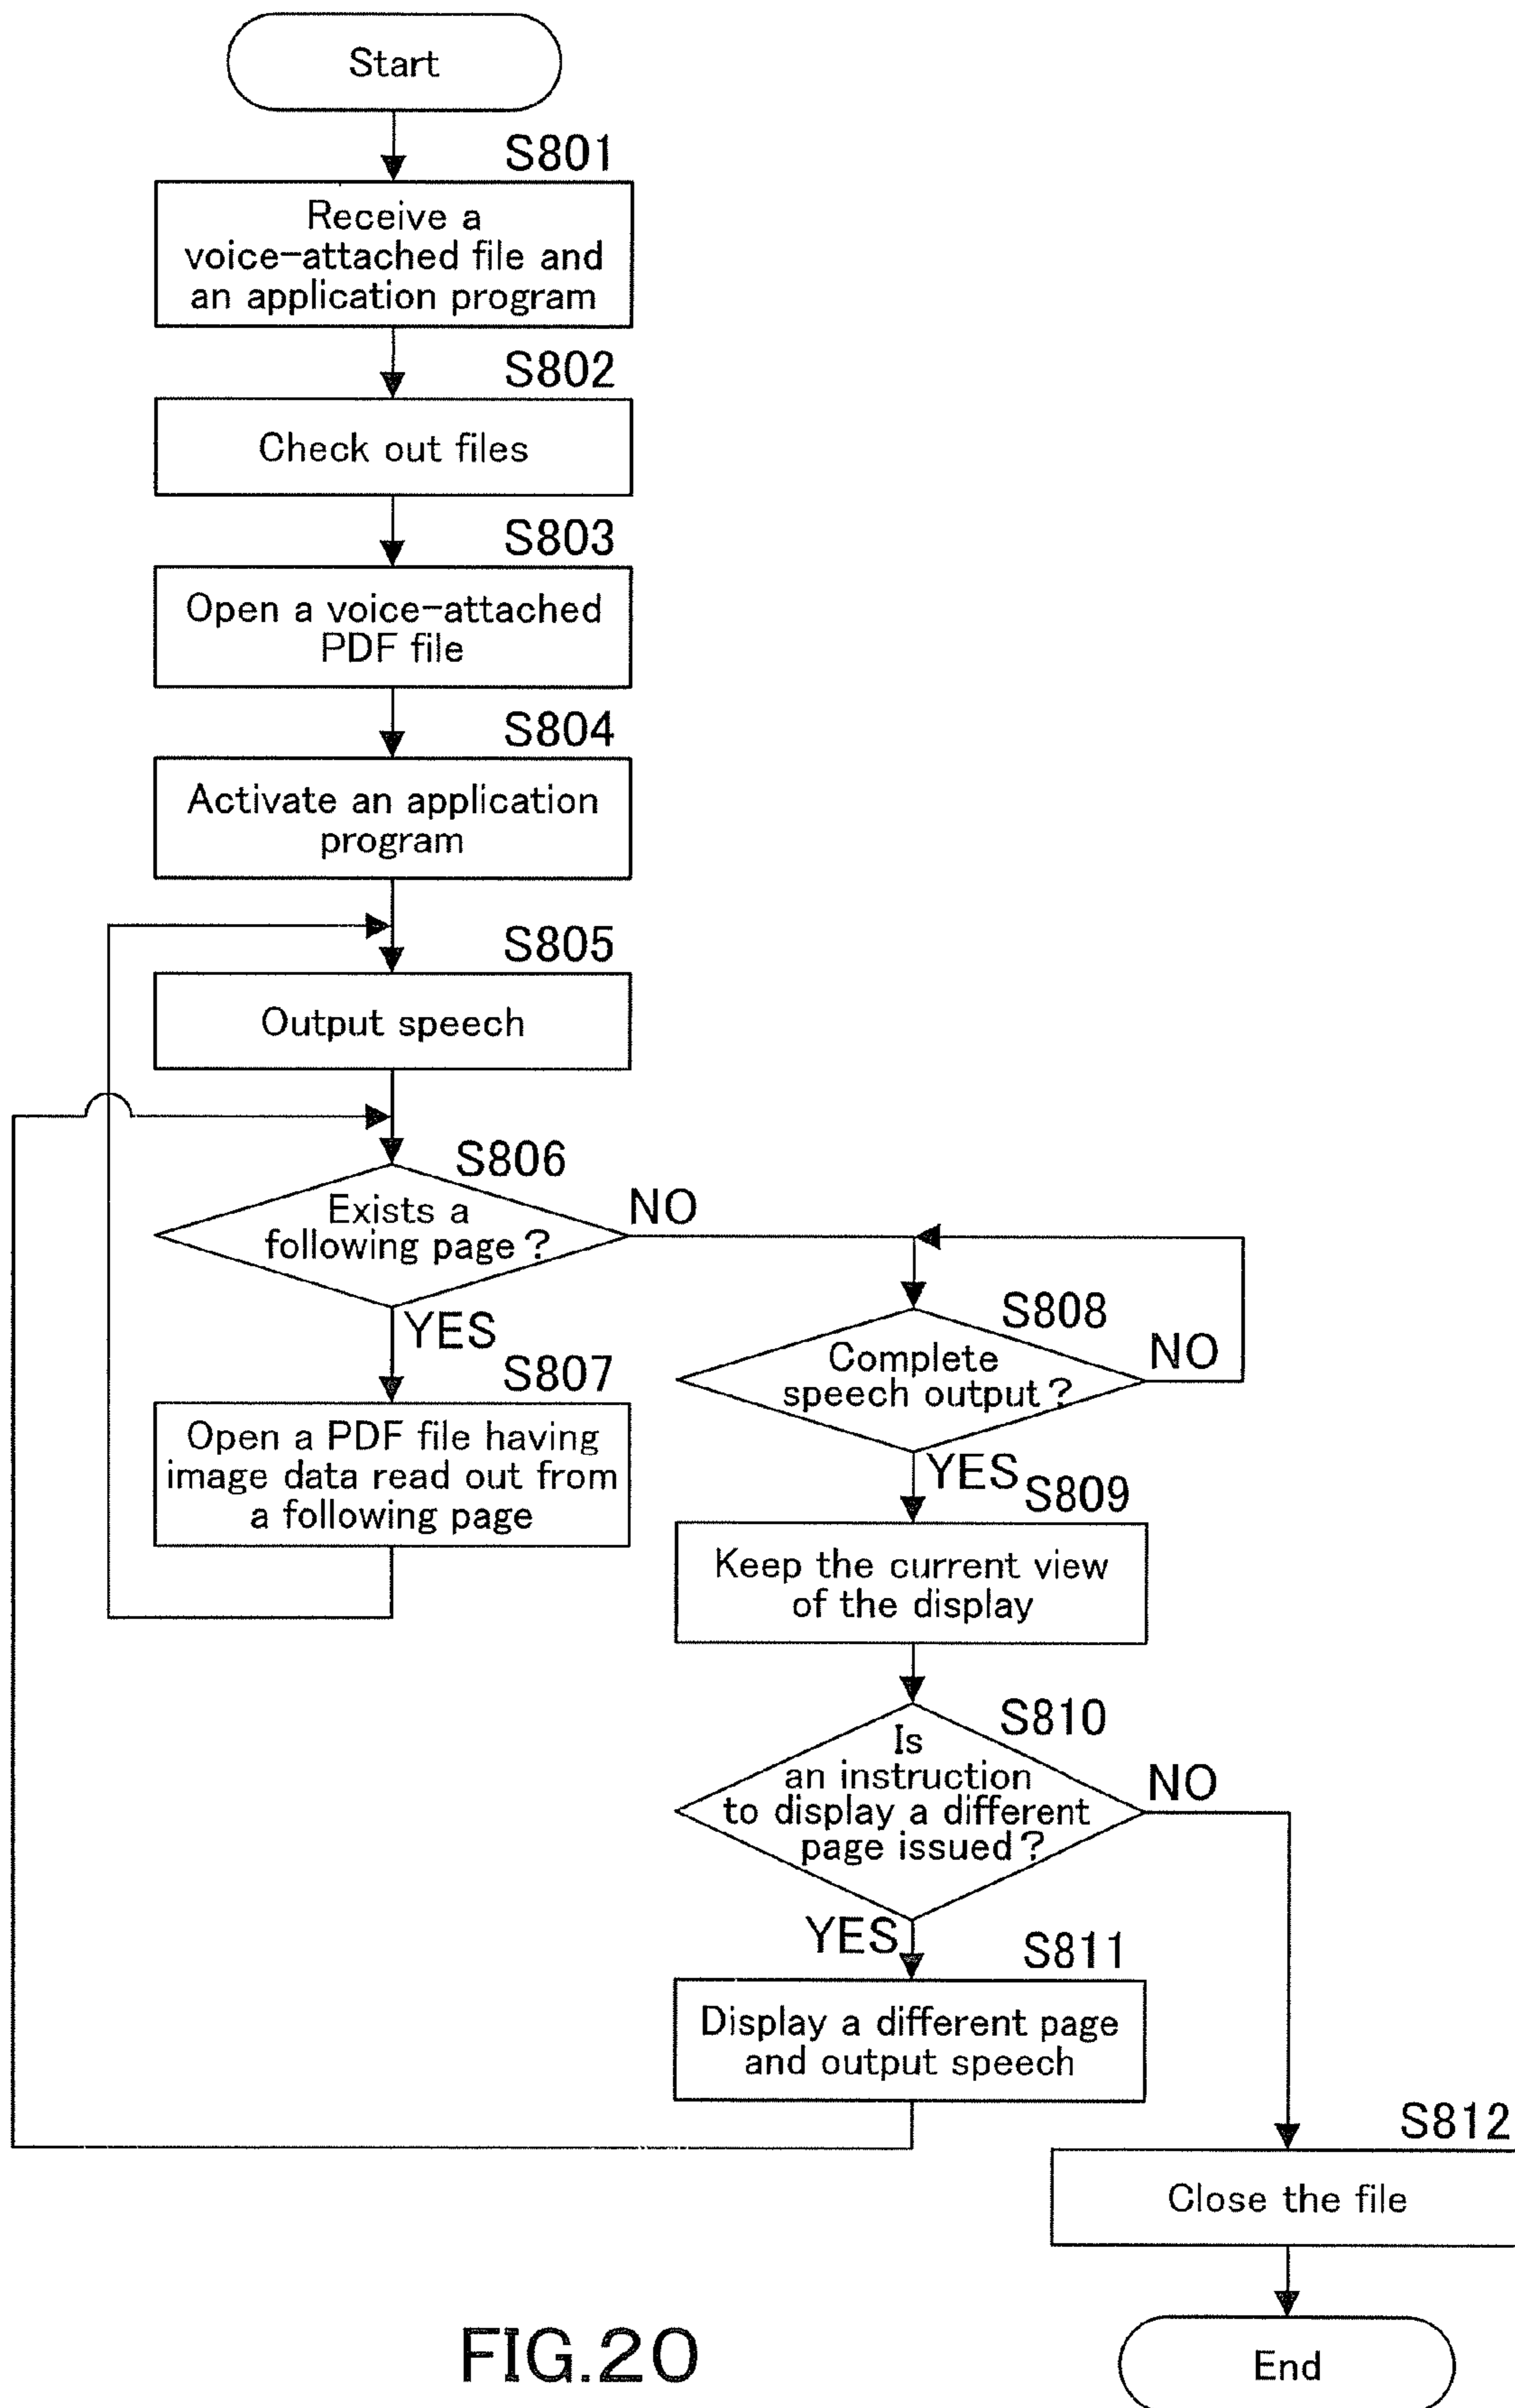 Start
S801
Receive a
voice-attached file and
an application program
S802
Check out files
S803
Open a voice-attached
PDF file
S804
Activate an application
program
S805
Output speech
S806
Exists a
following page?
NO
YES
S807
Open a PDF file having
image data read out from
a following page
S808
Complete
speech output?
NO
YES
S809
Keep the current view
of the display
S810
Is
an instruction
to display a different
page issued?
NO
YES
S811
Display a different page
and output speech
S812
Close the file
End
FIG.20